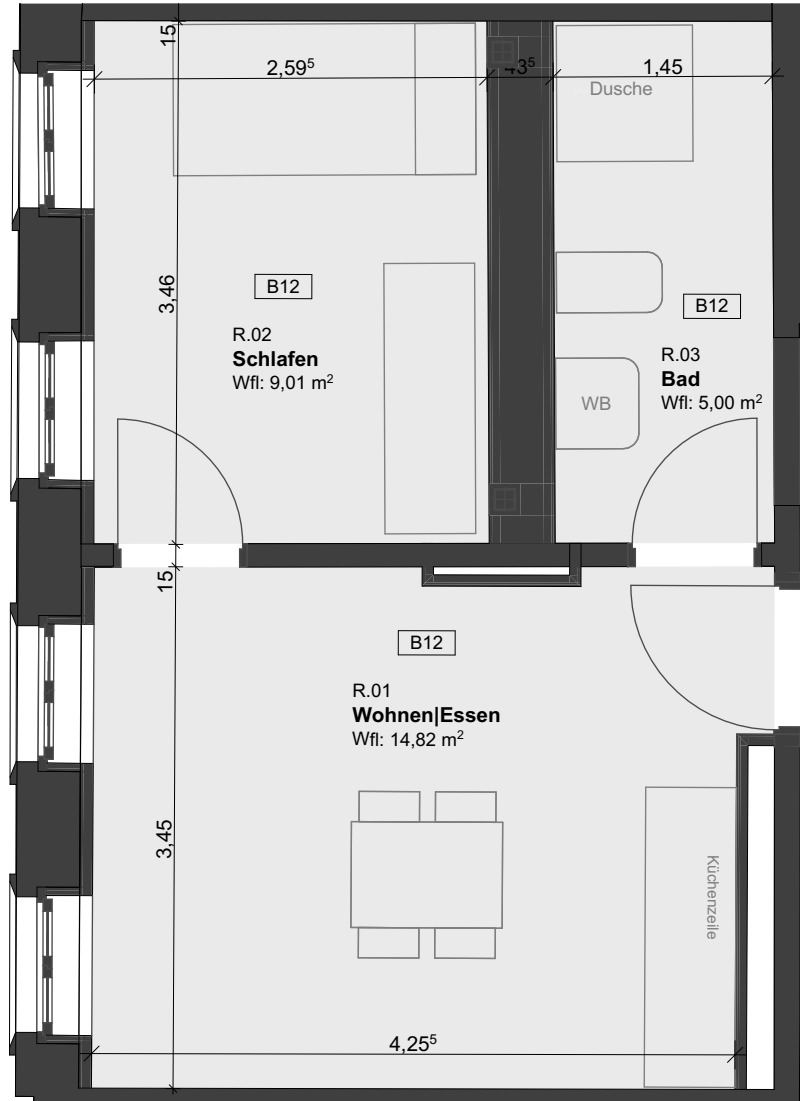 15
2,59⁵
43⁵
1,45
Dusche
3,46
B12
R.02
Schlafen
Wfl: 9,01 m²
B12
R.03
Bad
Wfl: 5,00 m²
WB
15
B12
R.01
Wohnen|Essen
Wfl: 14,82 m²
3,45
Küchenzeile
4,25⁵